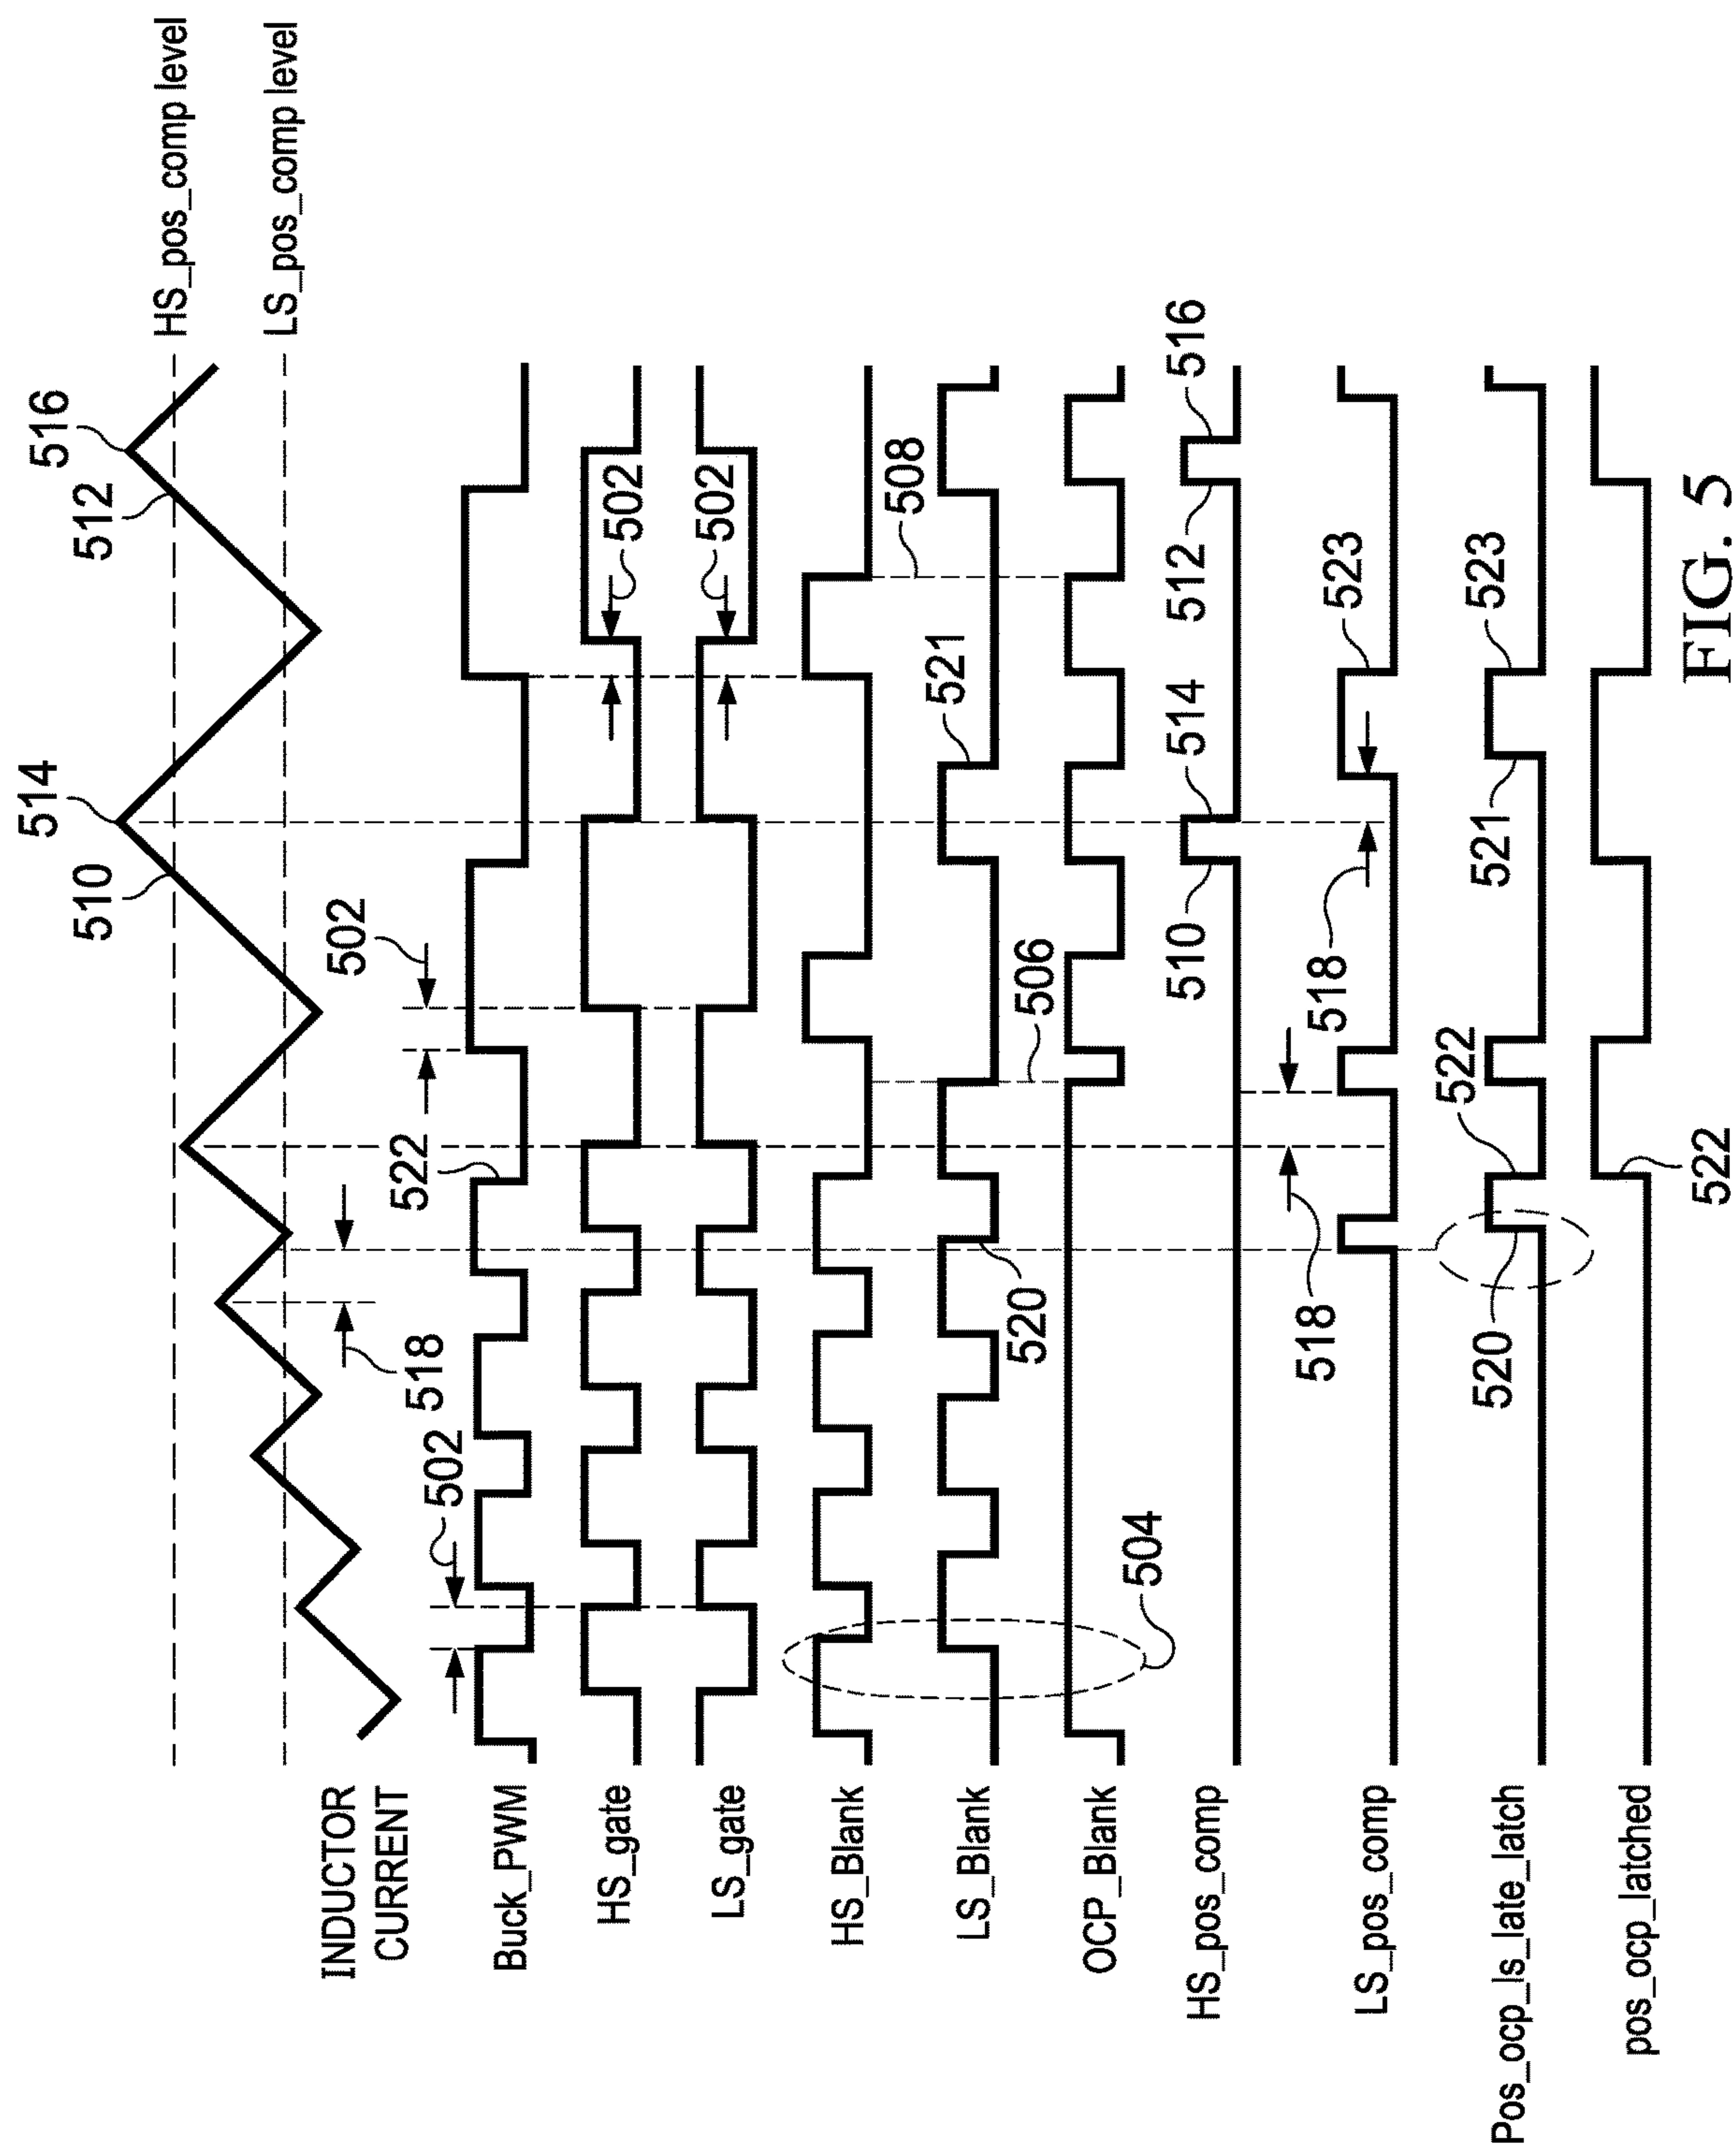 516
512
514
510
HS_pos_comp level
LS_pos_comp level
INDUCTOR
CURRENT
518
502
502
522
Buck_PWM
HS_gate
502
LS_gate
502
HS_Blank
508
LS_Blank
520
521
OCP_Blank
504
506
HS_pos_comp
510
514
512
516
LS_pos_comp
518
518
523
Pos_ocp_ls_late_latch
520
522
521
523
pos_ocp_latched
522
FIG. 5